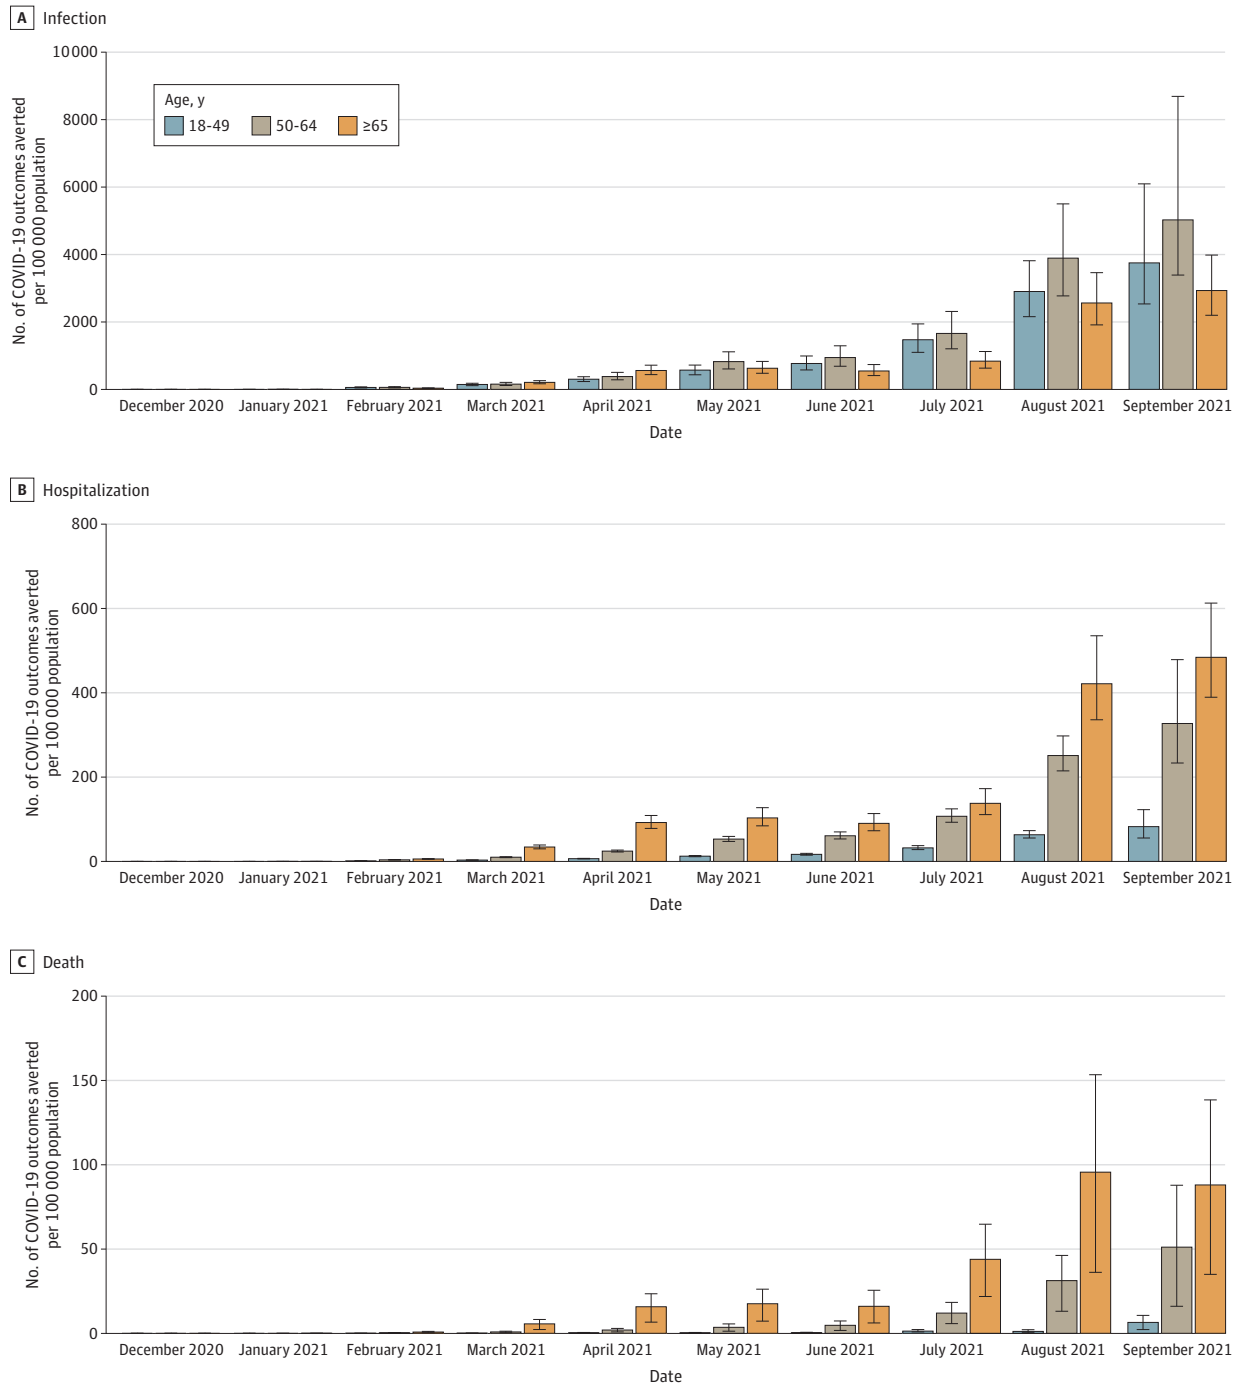 A Infection
10 000
8000
6000
4000
2000
0
No. of COVID-19 outcomes averted
per 100 000 population
Age, y
18-49 50-64 ≥65
December 2020 January 2021 February 2021 March 2021 April 2021 May 2021 June 2021 July 2021 August 2021 September 2021
Date
B Hospitalization
800
600
400
200
0
No. of COVID-19 outcomes averted
per 100 000 population
December 2020 January 2021 February 2021 March 2021 April 2021 May 2021 June 2021 July 2021 August 2021 September 2021
Date
C Death
200
150
100
50
0
No. of COVID-19 outcomes averted
per 100 000 population
December 2020 January 2021 February 2021 March 2021 April 2021 May 2021 June 2021 July 2021 August 2021 September 2021
Date